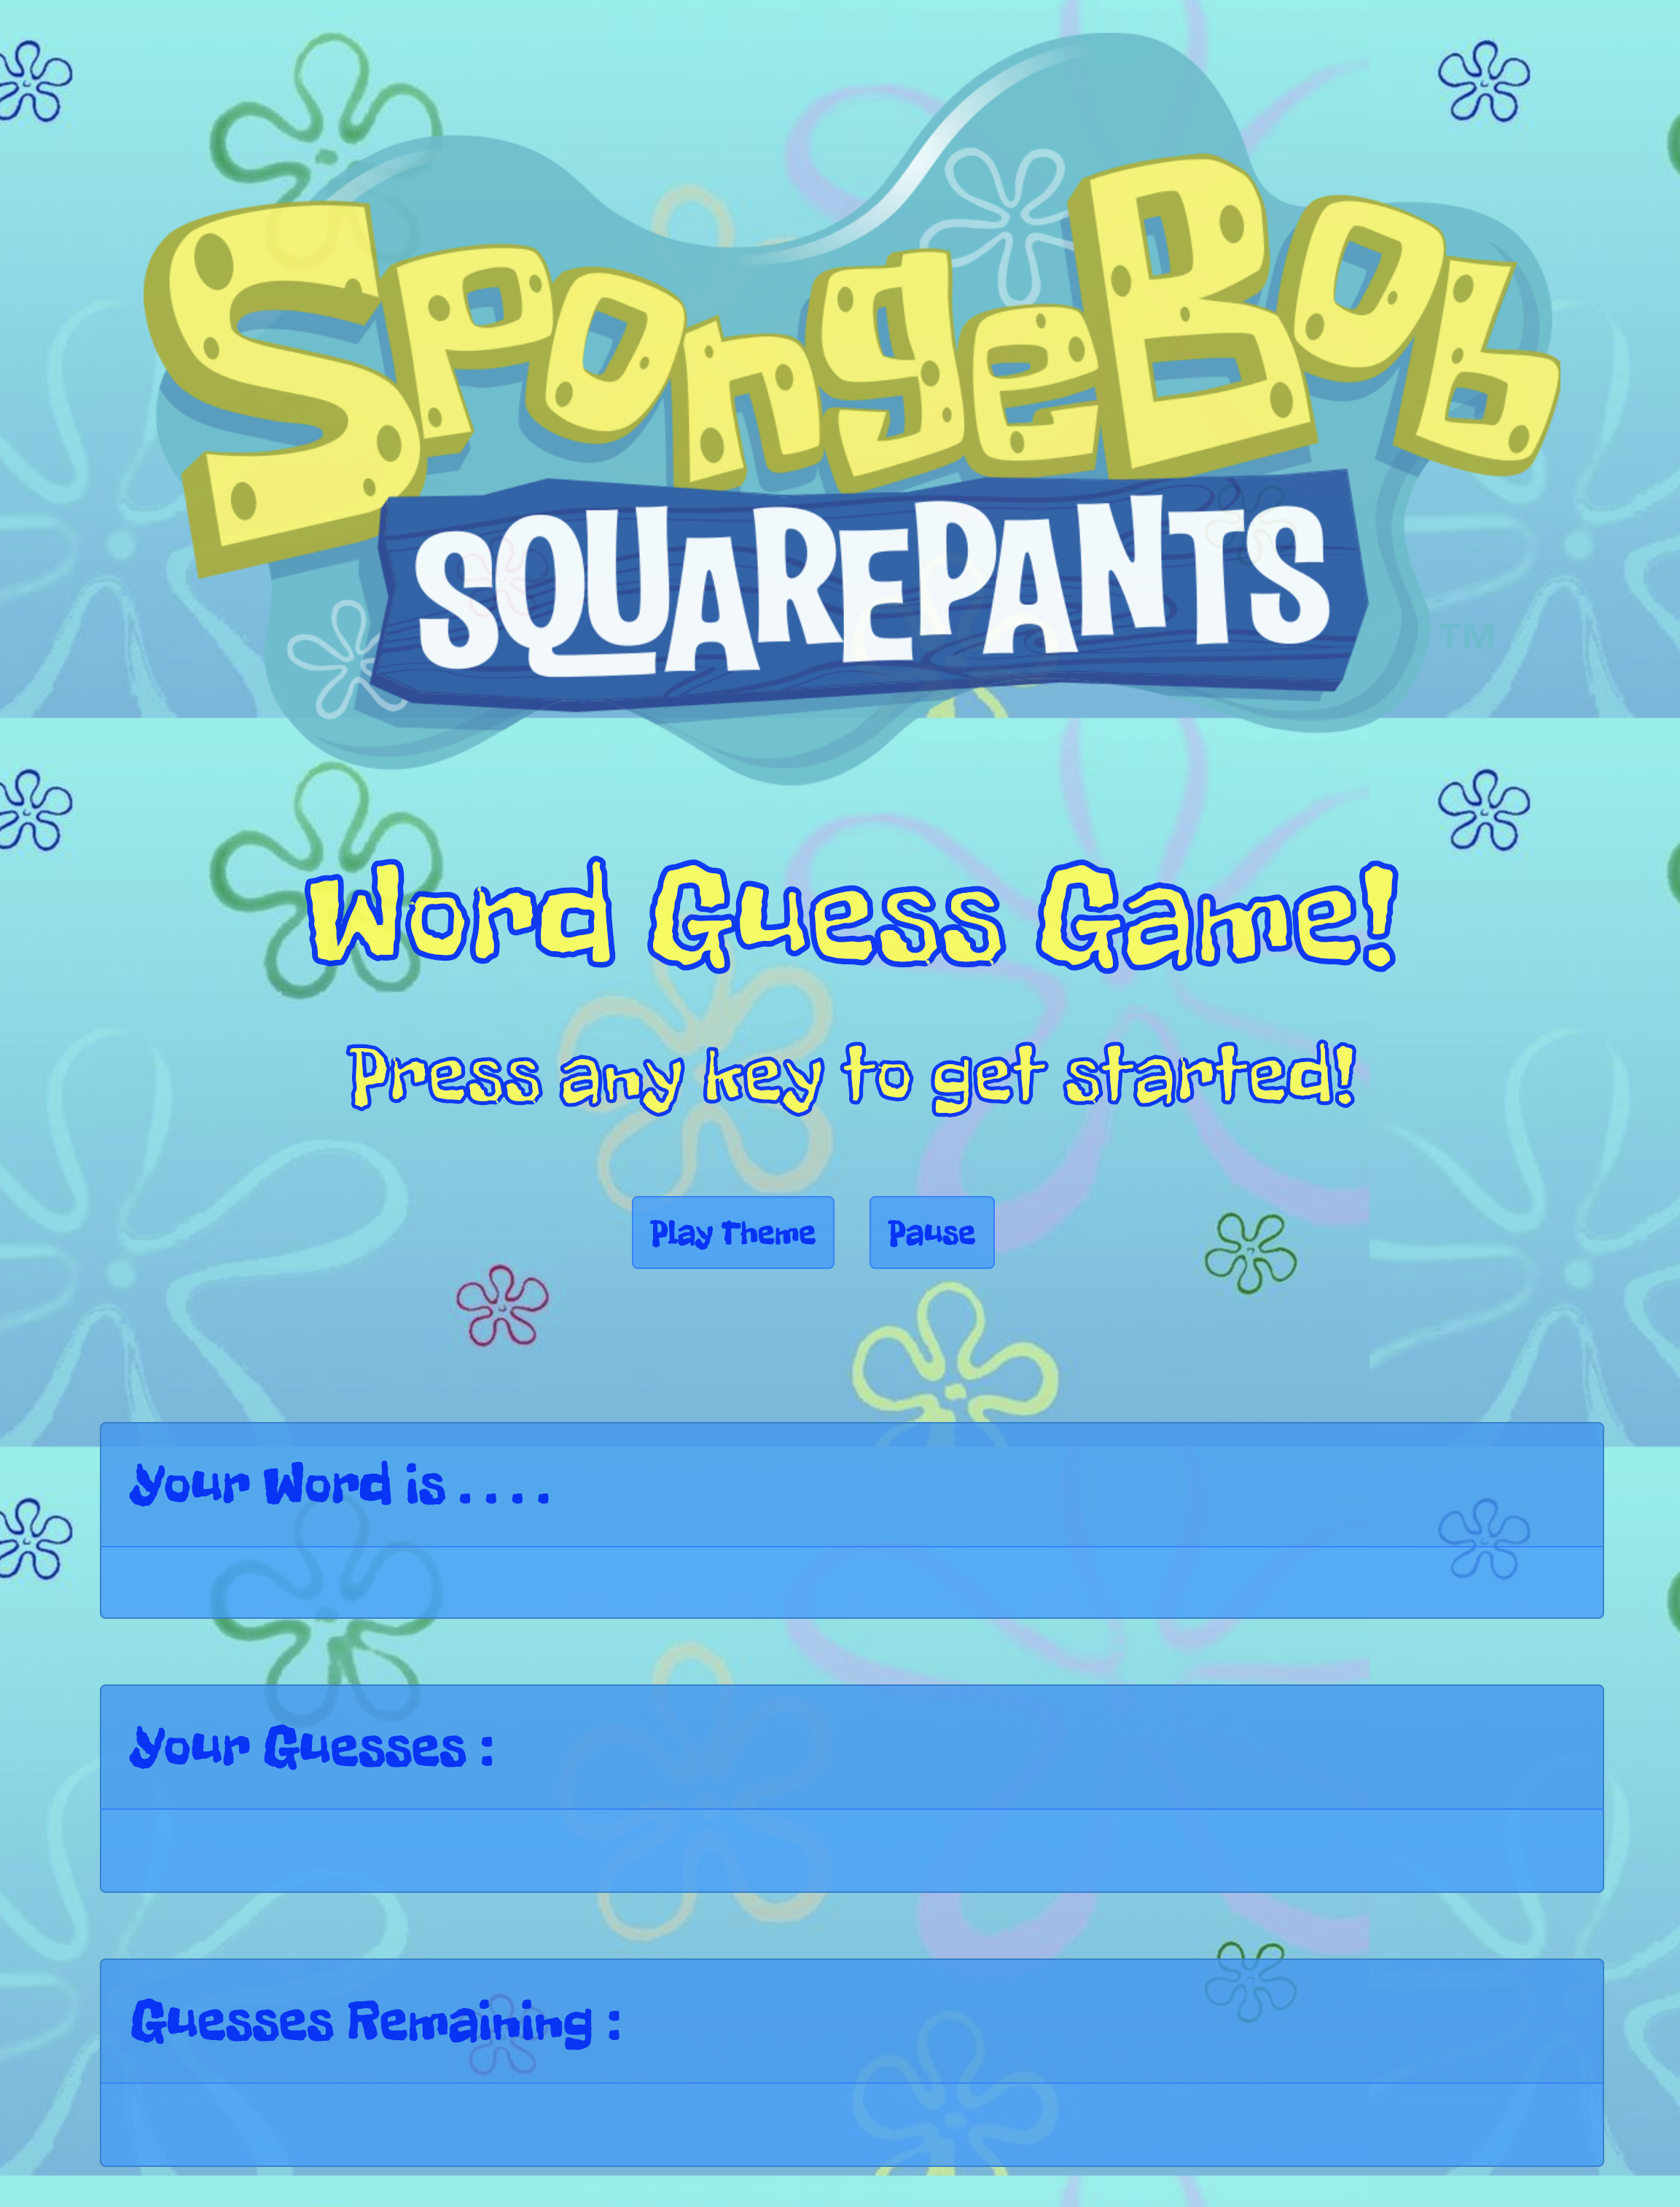 SpongeBob
SQUAREPANTS
TM
Word Guess Game!
Press any key to get started!
Play Theme Pause
Your Word is . . . .
Your Guesses :
Guesses Remaining :